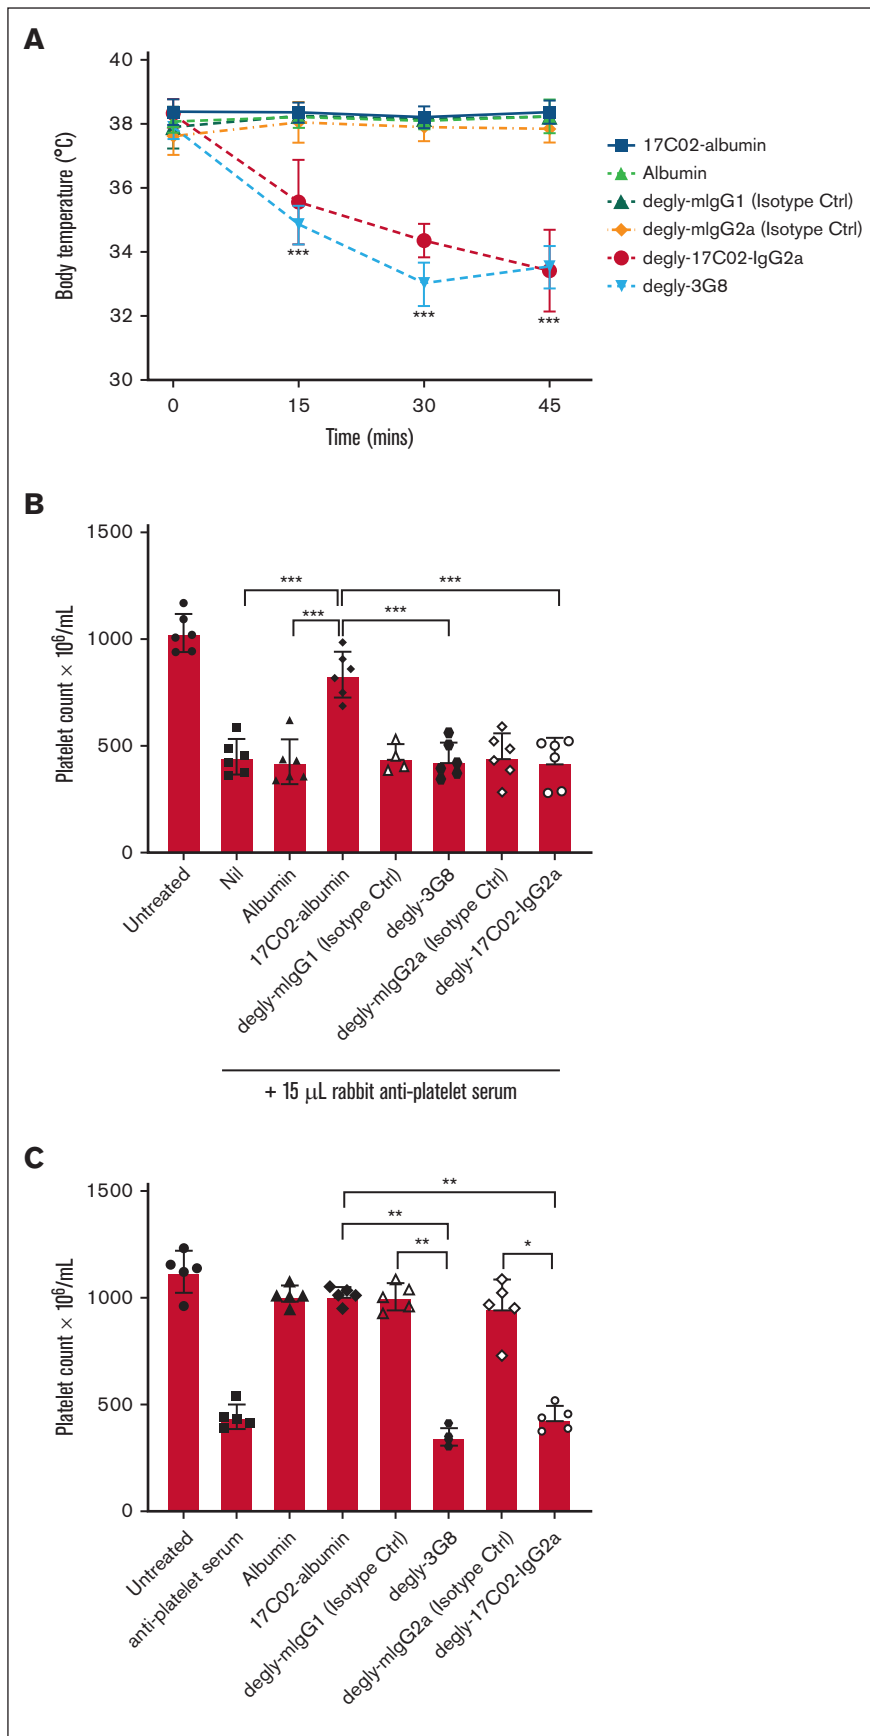 A
40
38
36
34
32
30
Body temperature (°C)
***
***
***
0
15
30
45
Time (mins)
17C02-albumin
Albumin
degly-mIgG1 (Isotype Ctrl)
degly-mIgG2a (Isotype Ctrl)
degly-17C02-IgG2a
degly-3G8
B
1500
1000
500
0
Platelet count × 10⁶/mL
***
***
***
***
Untreated
Nil
Albumin
17C02-albumin
degly-mIgG1 (Isotype Ctrl)
degly-3G8
degly-mIgG2a (Isotype Ctrl)
degly-17C02-IgG2a
+ 15 μL rabbit anti-platelet serum
C
1500
1000
500
0
Platelet count × 10⁶/mL
**
**
**
*
Untreated
anti-platelet serum
Albumin
17C02-albumin
degly-mIgG1 (Isotype Ctrl)
degly-3G8
degly-mIgG2a (Isotype Ctrl)
degly-17C02-IgG2a